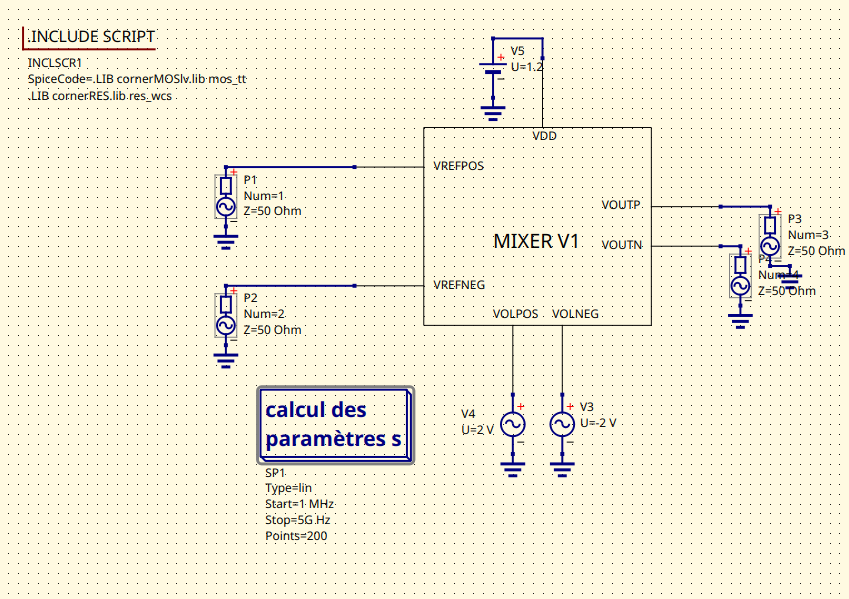 .INCLUDE SCRIPT
INCLSCR1
SpiceCode=.LIB cornerMOSlv.lib mos_tt
.LIB cornerRES.lib res_wcs
V5
U=1.2
VDD
VREFPOS
P1
Num=1
Z=50 Ohm
VOUTP
P3
Num=3
Z=50 Ohm
MIXER V1
VOUTN
P4
Num=4
Z=50 Ohm
VREFNEG
P2
Num=2
Z=50 Ohm
VOLPOS VOLNEG
V4
U=2 V
V3
U=-2 V
calcul des
paramètres s
SP1
Type=lin
Start=1 MHz
Stop=5G Hz
Points=200